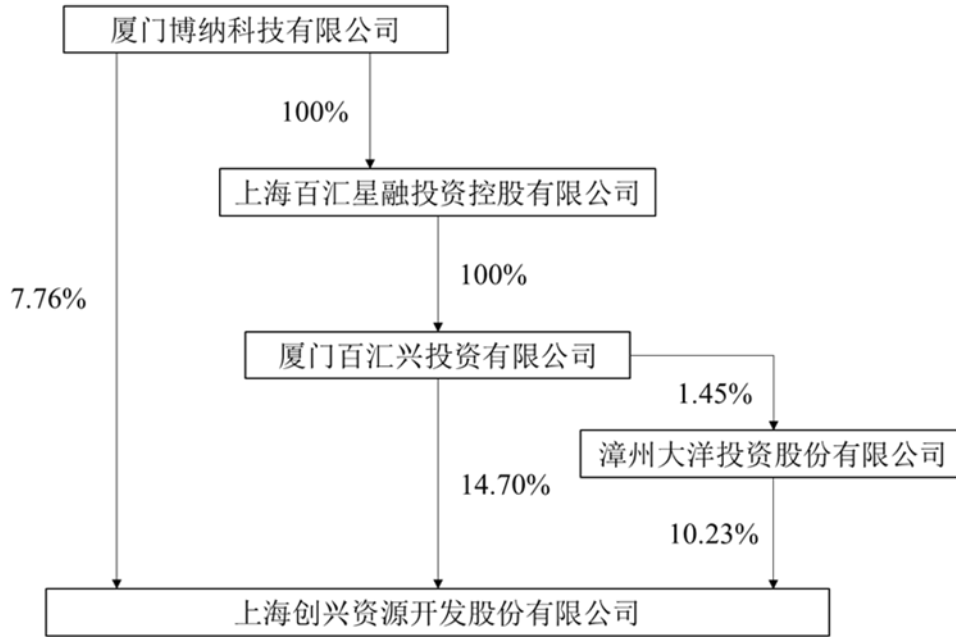 厦门博纳科技有限公司
100%
上海百汇星融投资控股有限公司
7.76%
100%
厦门百汇兴投资有限公司
1.45%
漳州大洋投资股份有限公司
14.70%
10.23%
上海创兴资源开发股份有限公司